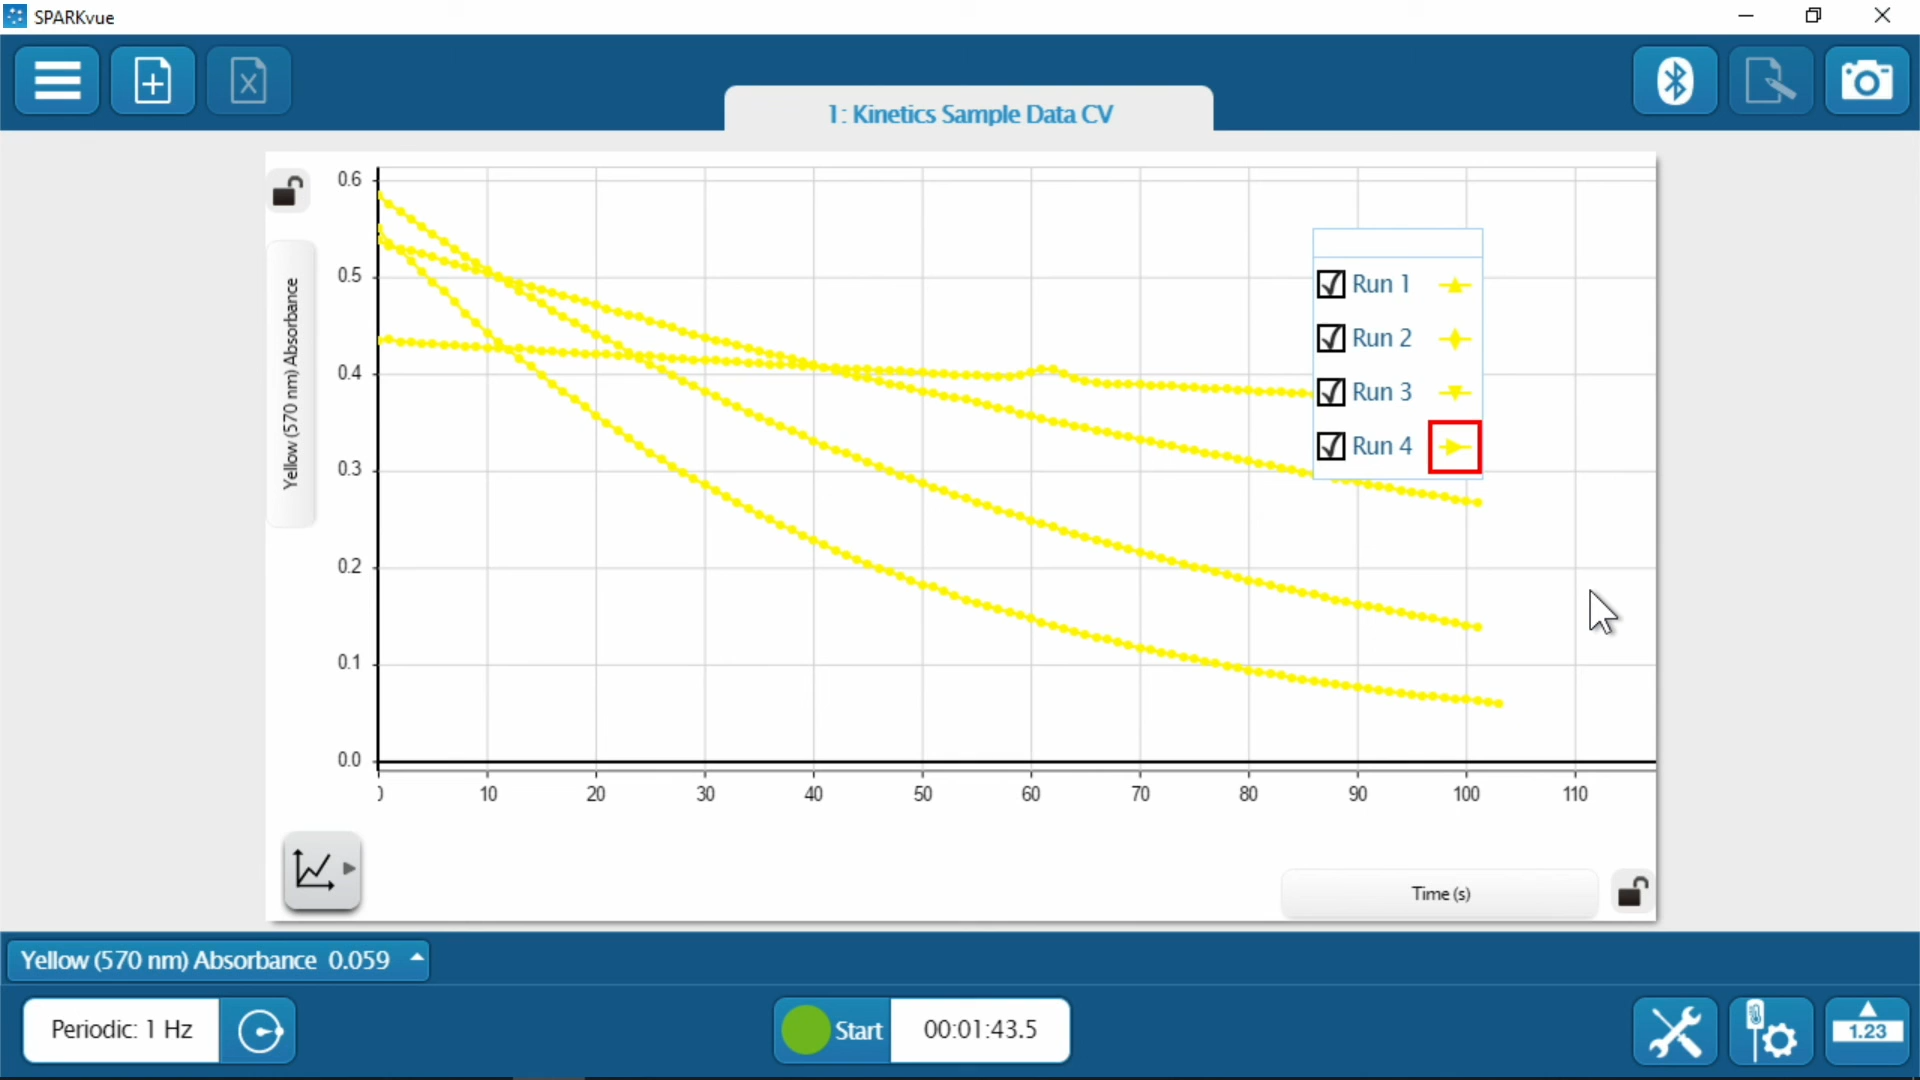 SPARKvue
1: Kinetics Sample Data CV
0.6
0.5
0.4
0.3
0.2
0.1
0.0
Yellow (570 nm) Absorbance
Run 1
Run 2
Run 3
Run 4
0 10 20 30 40 50 60 70 80 90 100 110
Time (s)
Yellow (570 nm) Absorbance 0.059
Periodic: 1 Hz
Start 00:01:43.5
1.23